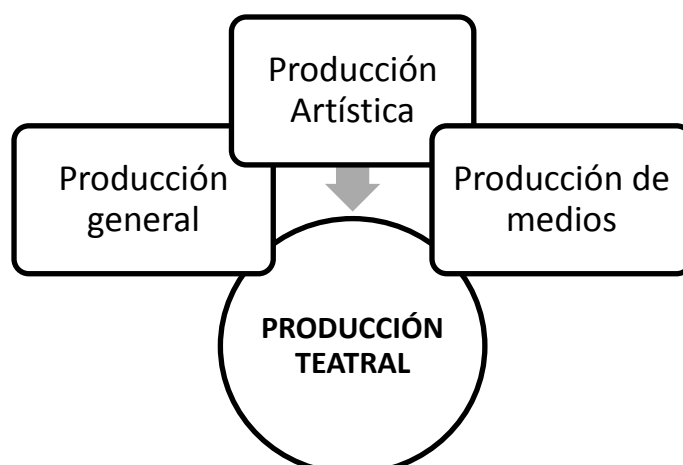 Producción
Artística
Producción
general
Producción de
medios
PRODUCCIÓN
TEATRAL